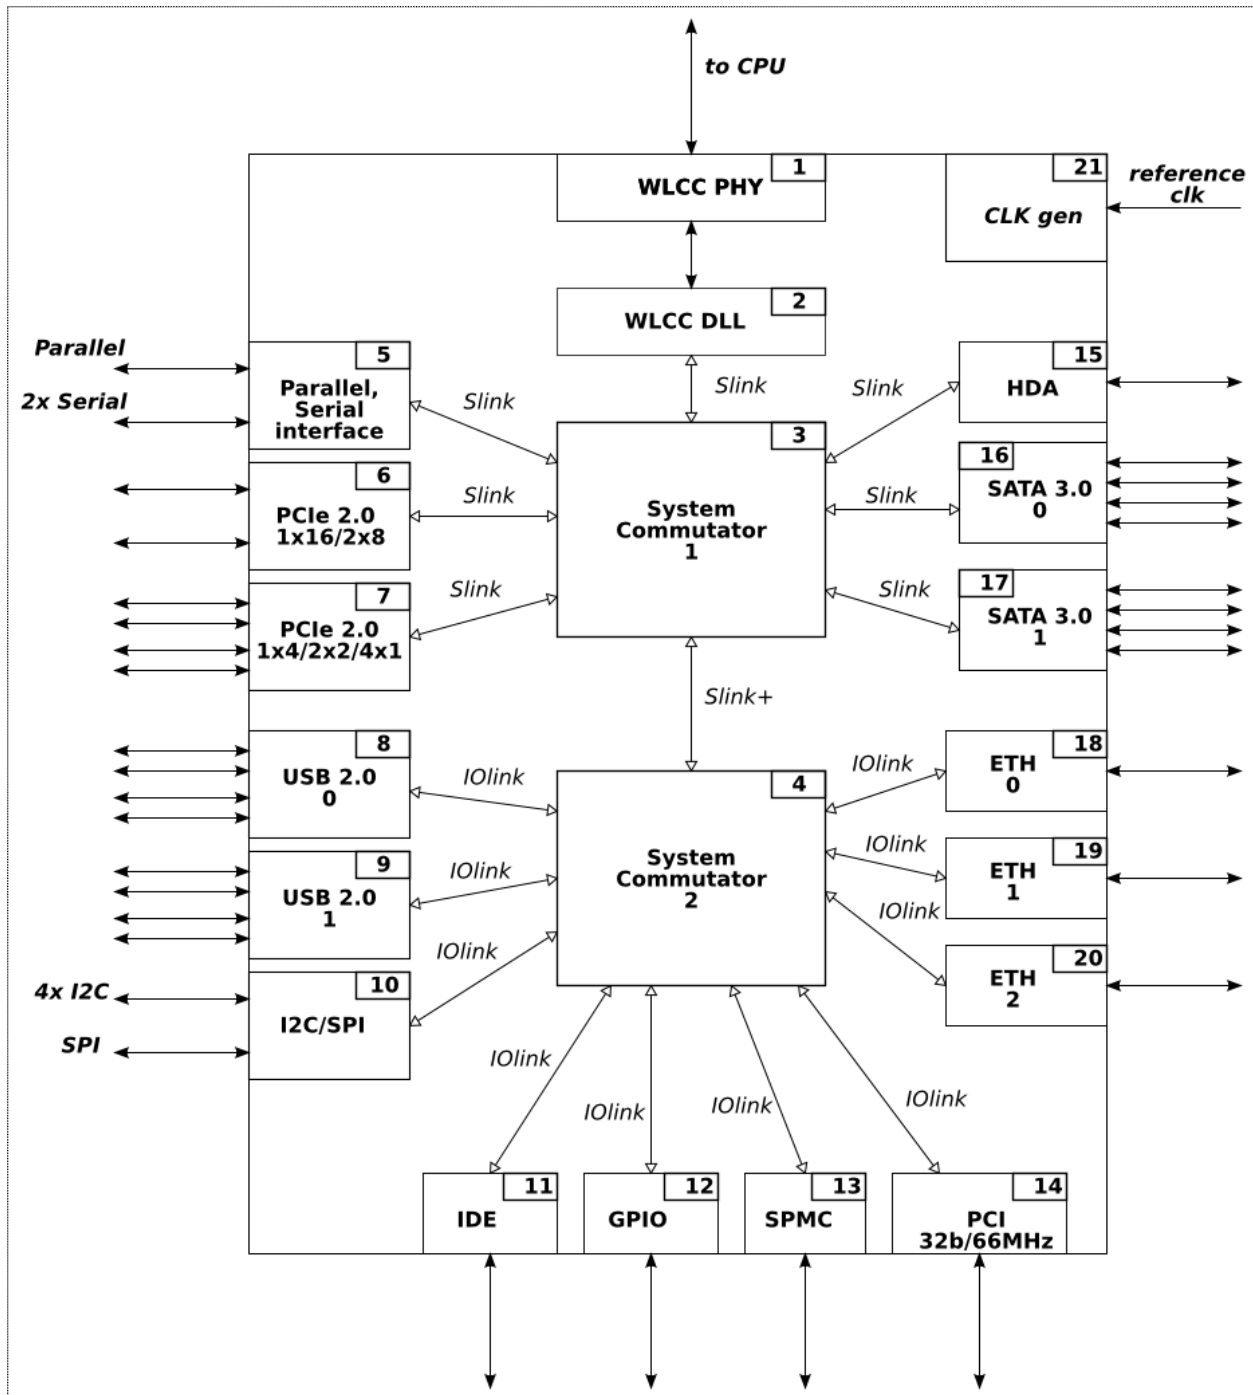 to CPU
1
WLCC PHY
21
CLK gen
reference
clk
2
WLCC DLL
Parallel
2x Serial
5
Parallel,
Serial
interface
Slink
Slink
Slink
15
HDA
3
System
Commutator
1
6
PCIe 2.0
1x16/2x8
Slink
Slink
16
SATA 3.0
0
7
PCIe 2.0
1x4/2x2/4x1
Slink
Slink
17
SATA 3.0
1
Slink+
8
USB 2.0
0
IOlink
4
System
Commutator
2
IOlink
18
ETH
0
9
USB 2.0
1
IOlink
IOlink
19
ETH
1
4x I2C
SPI
10
I2C/SPI
IOlink
IOlink
20
ETH
2
IOlink
IOlink
IOlink
IOlink
11
IDE
12
GPIO
13
SPMC
14
PCI
32b/66MHz